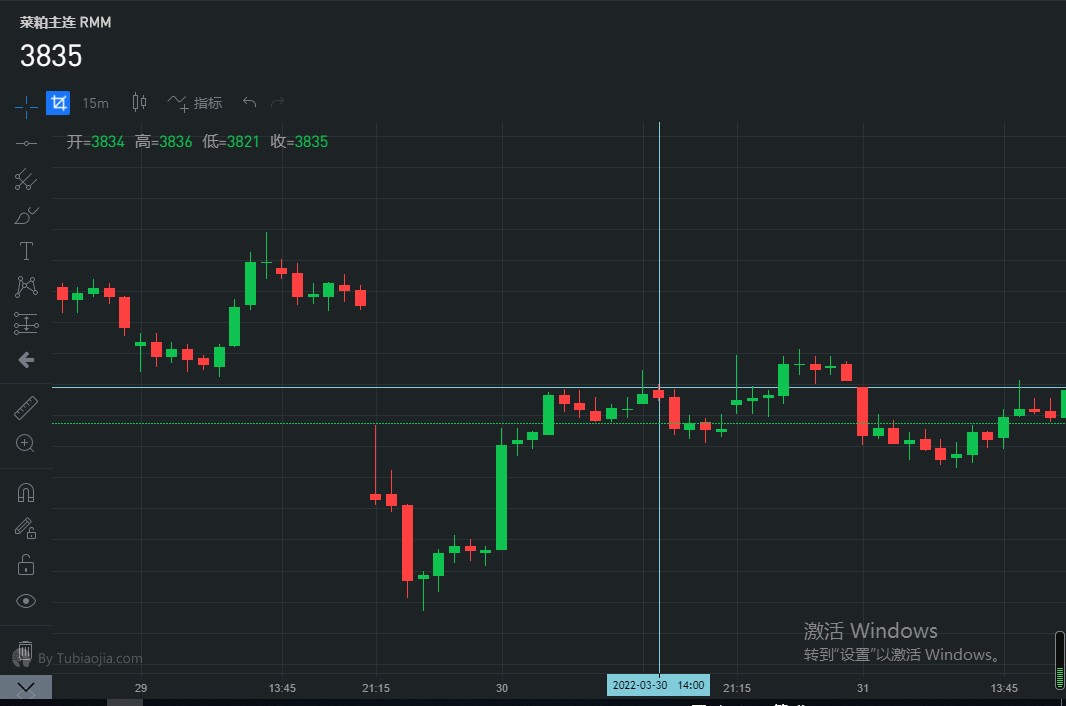 菜粕主连 RMM
3835
15m 指标
开=3834 高=3836 低=3821 收=3835
激活 Windows
转到“设置”以激活 Windows。
By Tubiaojia.com
29 13:45 21:15 30 2022-03-30 14:00 21:15 31 13:45